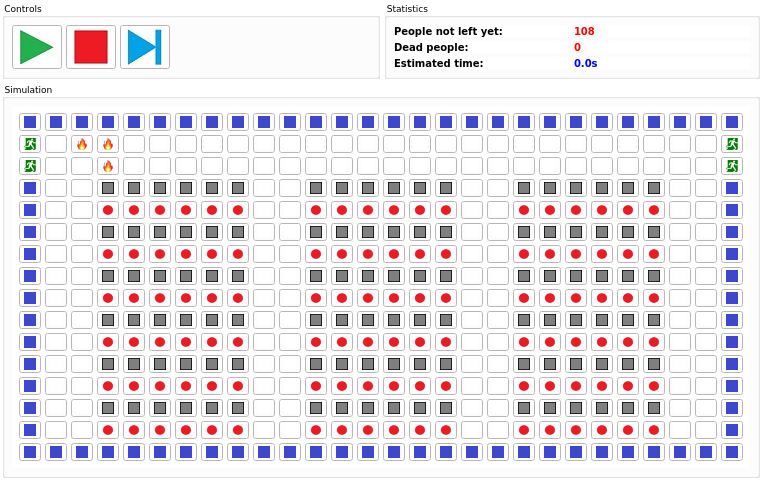 Controls
Statistics
People not left yet: 108
Dead people: 0
Estimated time: 0.0s
Simulation